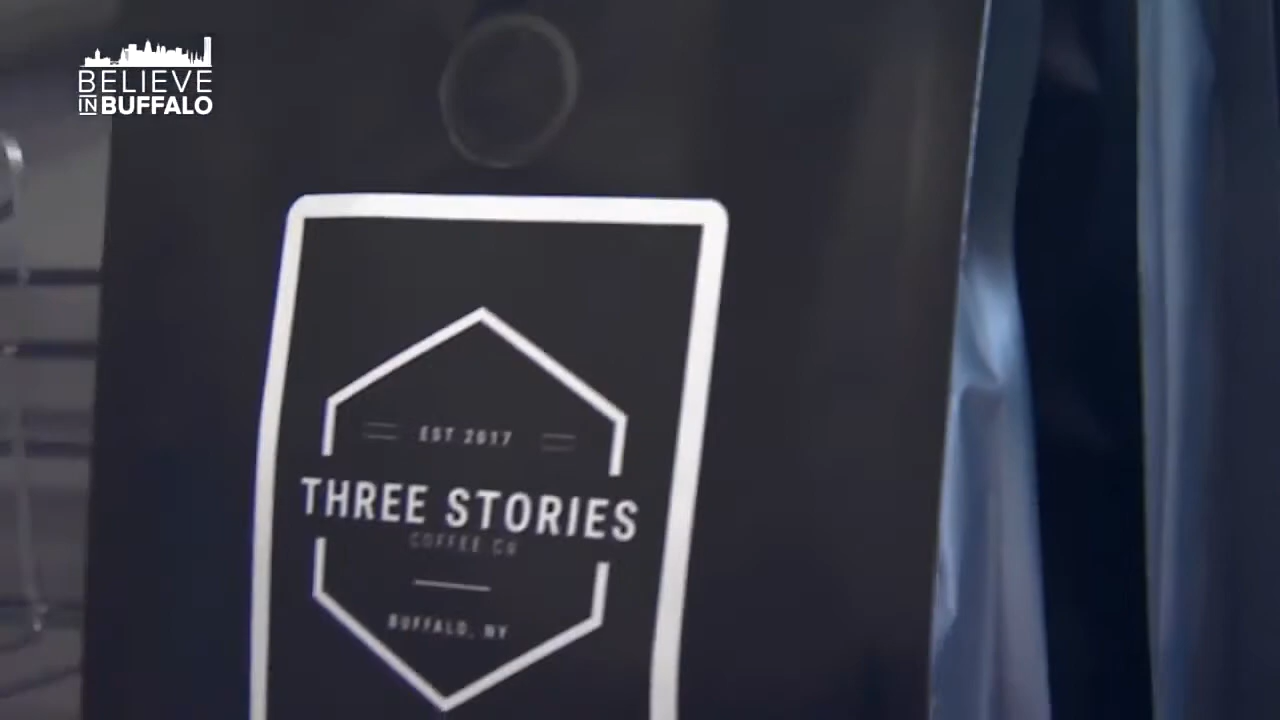 BELIEVE
IN BUFFALO
EST 2017
THREE STORIES
COFFEE CO
BUFFALO, NY